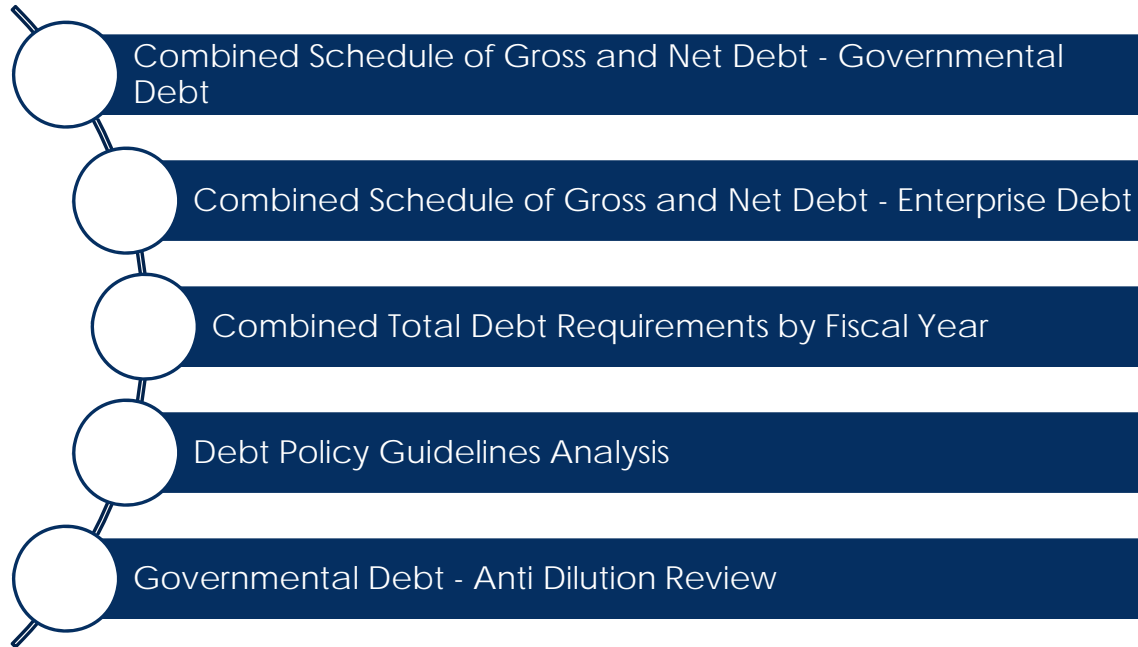 Combined Schedule of Gross and Net Debt - Governmental
Debt
Combined Schedule of Gross and Net Debt - Enterprise Debt
Combined Total Debt Requirements by Fiscal Year
Debt Policy Guidelines Analysis
Governmental Debt - Anti Dilution Review